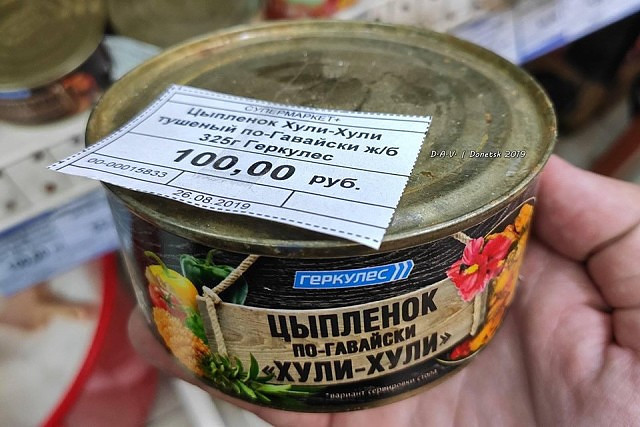 СУПЕРМАРКЕТ+
Цыпленок Хули-Хули
тушеный по-Гавайски ж/б
325г Геркулес
100,00 руб.
00-00015833
26.08.2019
D.A.V. | Donetsk 2019
ГЕРКУЛЕС
ЦЫПЛЕНОК
ПО-ГАВАЙСКИ
«ХУЛИ-ХУЛИ»
*вариант сервировки стола